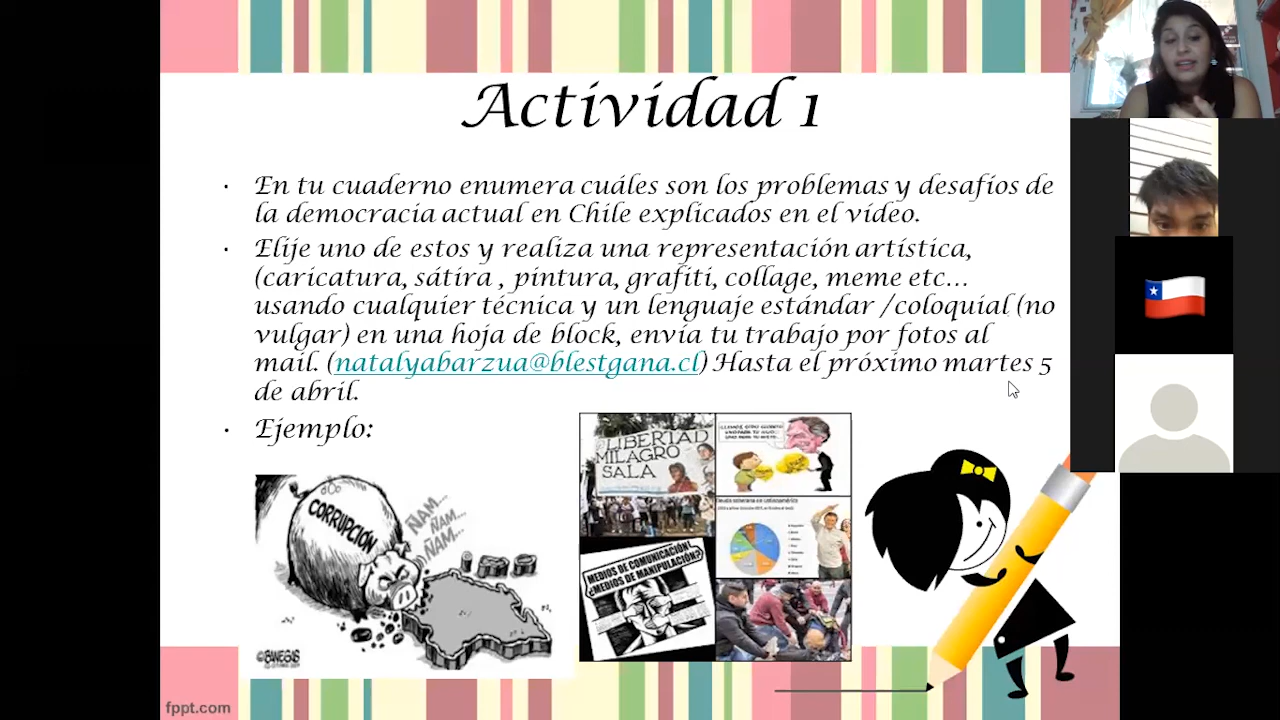 Actividad 1
• En tu cuaderno enumera cuáles son los problemas y desafíos de
la democracia actual en Chile explicados en el video.
• Elije uno de estos y realiza una representación artística,
(caricatura, sátira , pintura, grafiti, collage, meme etc...
usando cualquier técnica y un lenguaje estándar /coloquial (no
vulgar) en una hoja de block, envía tu trabajo por fotos al
mail. (natalyabarzua@blestgana.cl) Hasta el próximo martes 5
de abril.
• Ejemplo:
CORRUPCIÓN
ÑAM...
ÑAM...
ÑAM...
LIBERTAD
MILAGRO
SALA
MEDIOS DE COMUNICACIÓN!
¿MEDIOS DE MANIPULACIÓN?
fppt.com